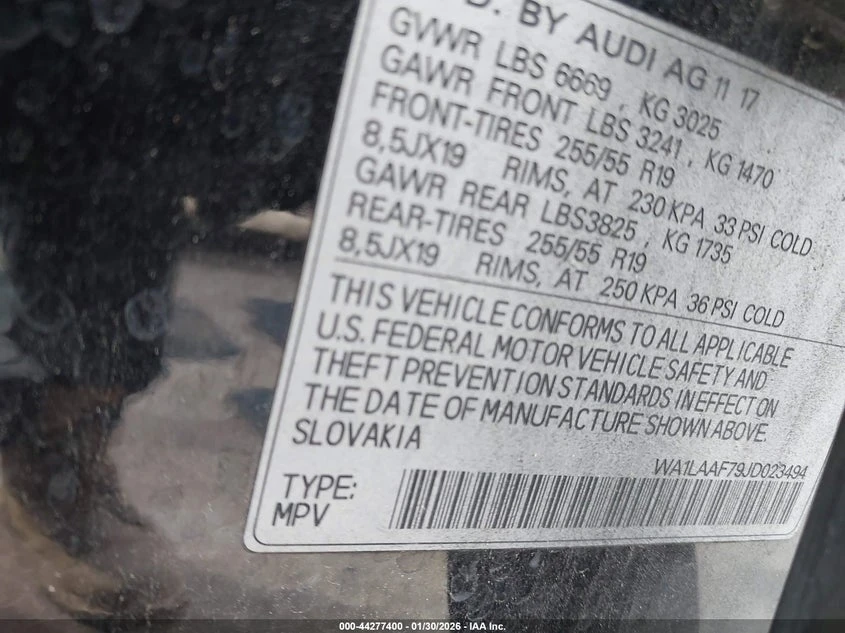 D. BY AUDI AG 11 17
GVWR LBS 6669 , KG 3025
GAWR FRONT LBS 3241 , KG 1470
FRONT-TIRES 255/55 R19
8,5JX19 RIMS, AT 230 KPA 33 PSI COLD
GAWR REAR LBS3825 , KG 1735
REAR-TIRES 255/55 R19
8,5JX19 RIMS, AT 250 KPA 36 PSI COLD
THIS VEHICLE CONFORMS TO ALL APPLICABLE
U.S. FEDERAL MOTOR VEHICLE SAFETY AND
THEFT PREVENTION STANDARDS IN EFFECT ON
THE DATE OF MANUFACTURE SHOWN ABOVE.
SLOVAKIA
WA1LAAF79JD023494
TYPE:
MPV
000-44277400 - 01/30/2026 - IAA Inc.